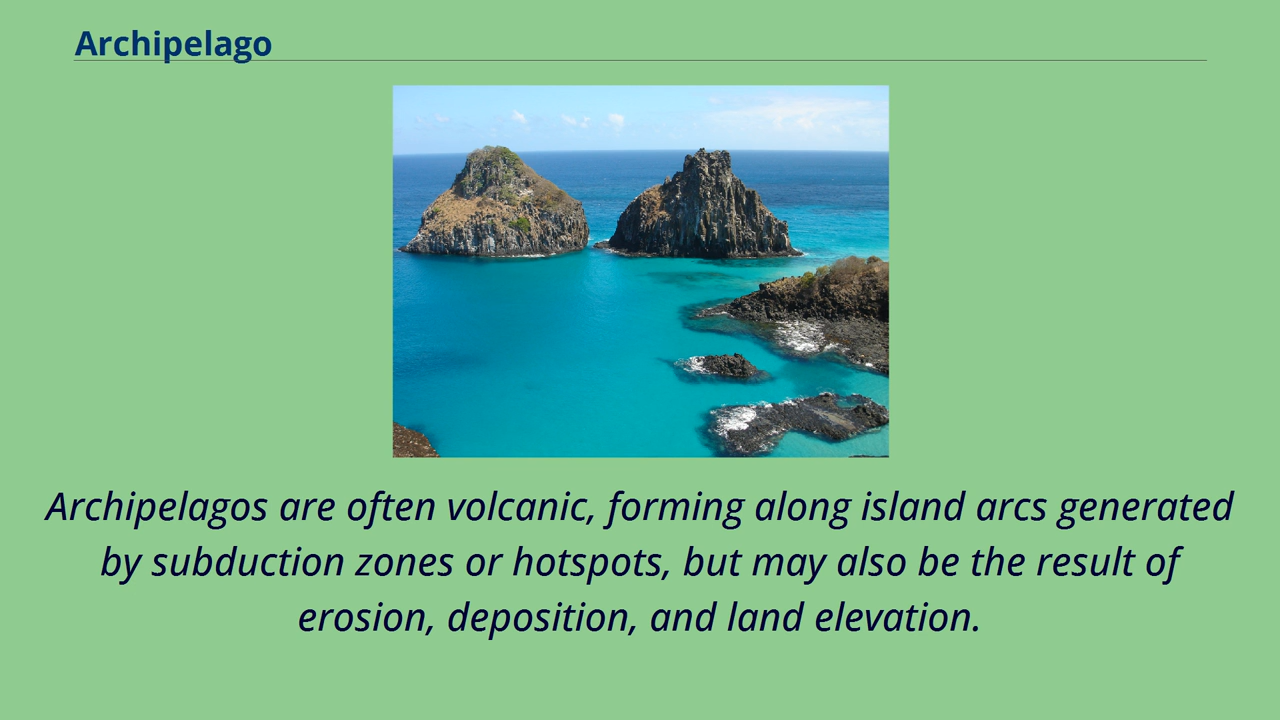 Archipelago
Archipelagos are often volcanic, forming along island arcs generated
by subduction zones or hotspots, but may also be the result of
erosion, deposition, and land elevation.